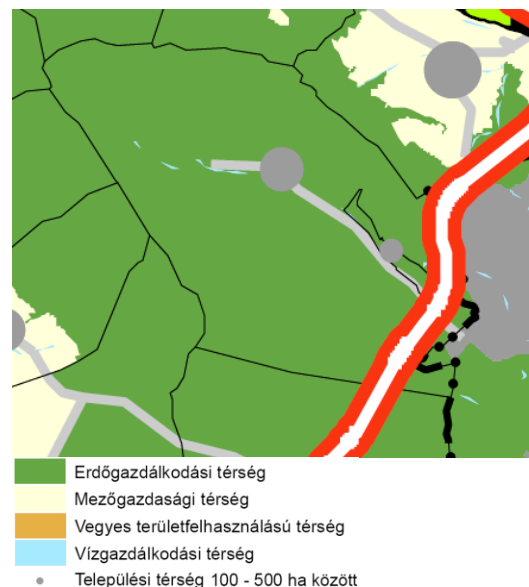 Erdőgazdálkodási térség
Mezőgazdasági térség
Vegyes területfelhasználású térség
Vízgazdálkodási térség
Települési térség 100 - 500 ha között